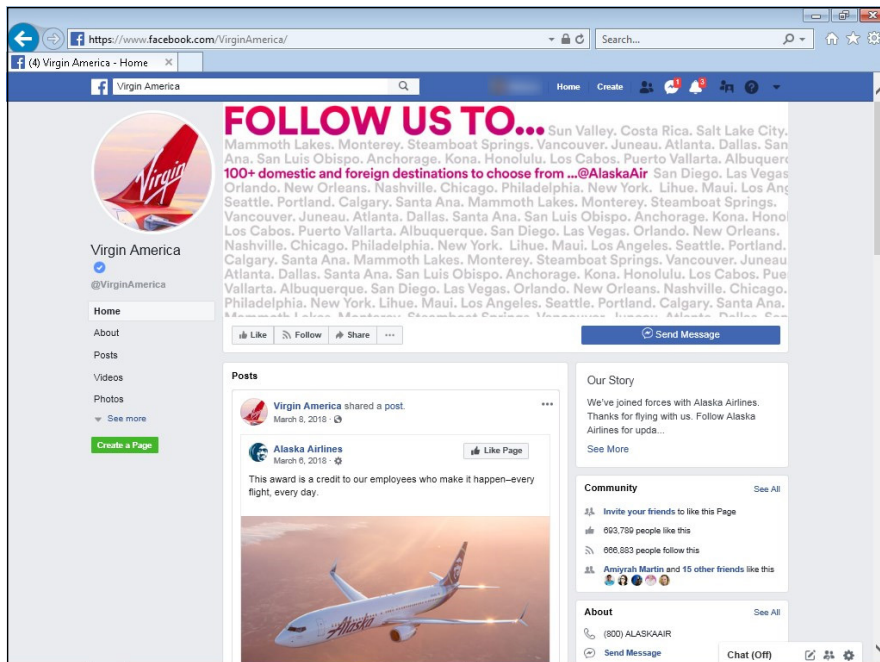 https://www.facebook.com/VirginAmerica/
Search...
(4) Virgin America - Home
Virgin America
Home
Create
1
3
FOLLOW US TO... Sun Valley. Costa Rica. Salt Lake City.
Mammoth Lakes. Monterey. Steamboat Springs. Vancouver. Juneau. Atlanta. Dallas. San
Ana. San Luis Obispo. Anchorage. Kona. Honolulu. Los Cabos. Puerto Vallarta. Albuquerq
100+ domestic and foreign destinations to choose from ...@AlaskaAir San Diego. Las Vegas
Orlando. New Orleans. Nashville. Chicago. Philadelphia. New York. Lihue. Maui. Los Ang
Seattle. Portland. Calgary. Santa Ana. Mammoth Lakes. Monterey. Steamboat Springs.
Vancouver. Juneau. Atlanta. Dallas. Santa Ana. San Luis Obispo. Anchorage. Kona. Honol
Los Cabos. Puerto Vallarta. Albuquerque. San Diego. Las Vegas. Orlando. New Orleans.
Nashville. Chicago. Philadelphia. New York. Lihue. Maui. Los Angeles. Seattle. Portland.
Calgary. Santa Ana. Mammoth Lakes. Monterey. Steamboat Springs. Vancouver. Juneau
Atlanta. Dallas. Santa Ana. San Luis Obispo. Anchorage. Kona. Honolulu. Los Cabos. Pue
Vallarta. Albuquerque. San Diego. Las Vegas. Orlando. New Orleans. Nashville. Chicago.
Philadelphia. New York. Lihue. Maui. Los Angeles. Seattle. Portland. Calgary. Santa Ana.
Mammoth Lakes. Monterey. Steamboat Springs. Vancouver. Juneau. Atlanta. Dallas. San
Virgin
Virgin America
@VirginAmerica
Home
About
Posts
Videos
Photos
See more
Create a Page
Like
Follow
Share
Send Message
Posts
Virgin America shared a post.
March 8, 2018
Alaska Airlines
March 6, 2018
Like Page
This award is a credit to our employees who make it happen–every
flight, every day.
Alaska
Our Story
We've joined forces with Alaska Airlines.
Thanks for flying with us. Follow Alaska
Airlines for upda...
See More
Community
See All
Invite your friends to like this Page
693,789 people like this
666,883 people follow this
Amiyrah Martin and 15 other friends like this
About
See All
(800) ALASKAAIR
Send Message
Chat (Off)